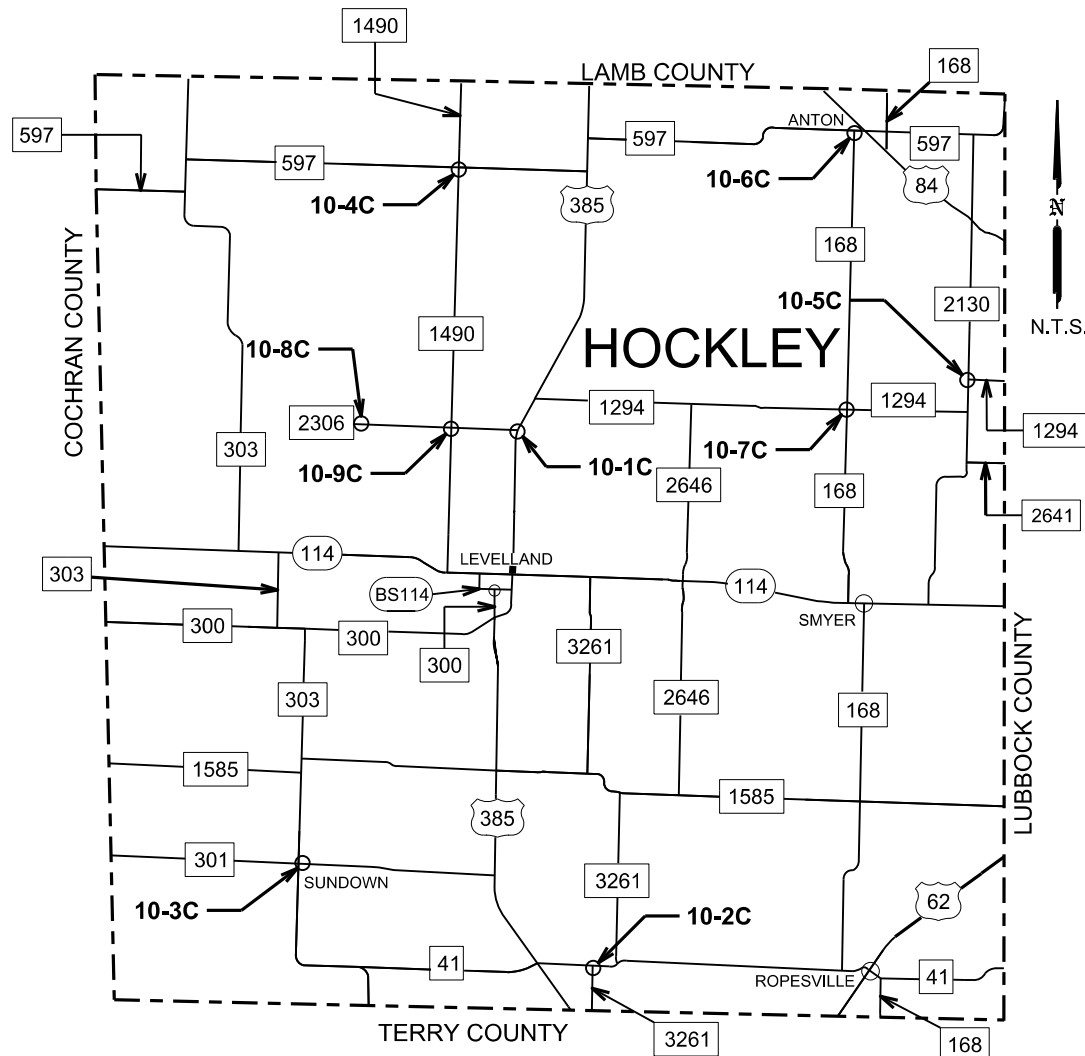 1490
LAMB COUNTY
168
597
ANTON
597
597
597
10-4C
10-6C
84
385
168
COCHRAN COUNTY
N
10-5C
2130
N.T.S.
1490
HOCKLEY
10-8C
2306
1294
1294
1294
303
10-9C
10-1C
10-7C
2646
168
2641
LEVELLAND
114
303
BS114
114
SMYER
300
300
300
3261
LUBBOCK COUNTY
303
2646
168
1585
1585
385
301
SUNDOWN
3261
62
10-3C
10-2C
41
ROPESVILLE
41
TERRY COUNTY
3261
168